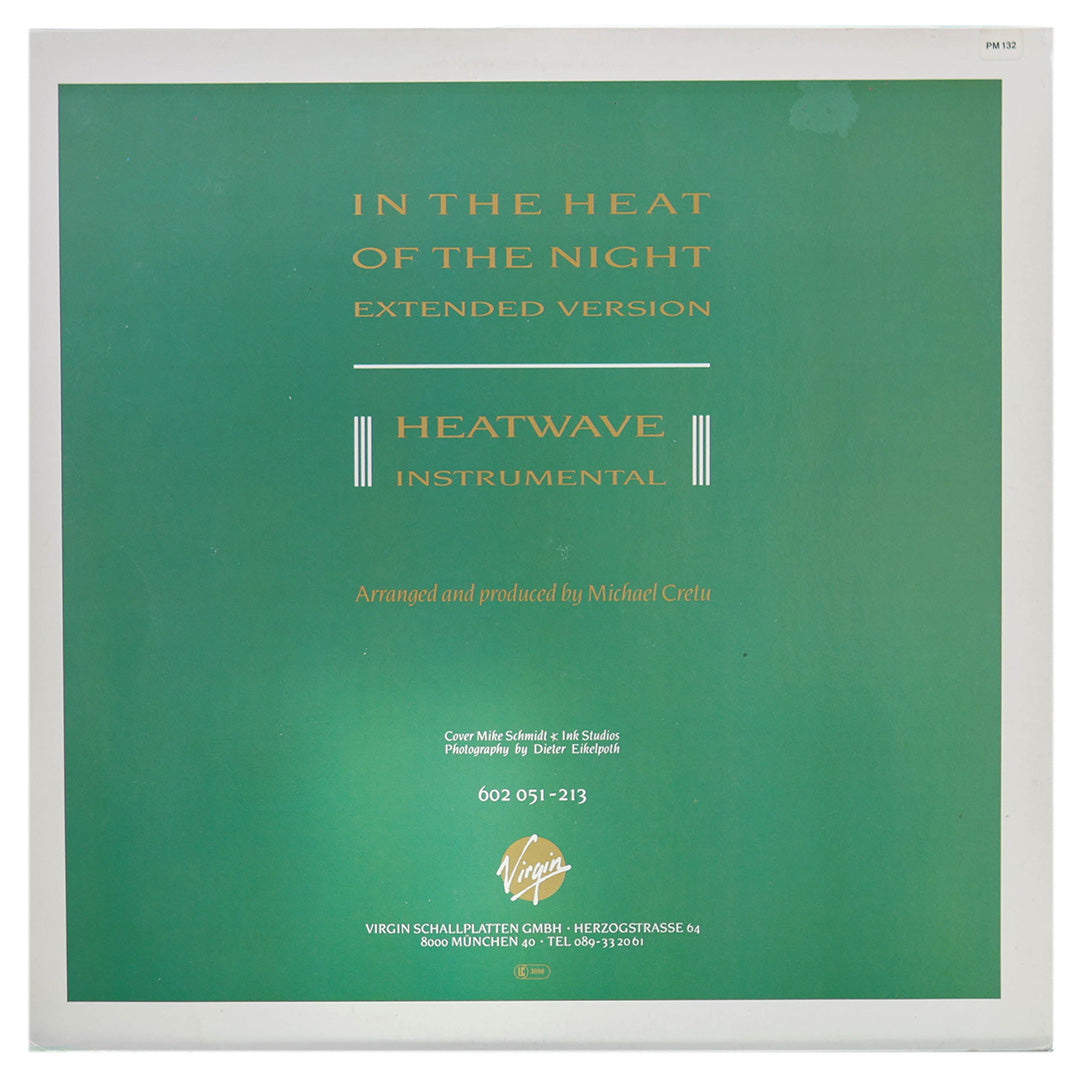 PM 132
IN THE HEAT
OF THE NIGHT
EXTENDED VERSION
HEATWAVE
INSTRUMENTAL
Arranged and produced by Michael Cretu
Cover Mike Schmidt * Ink Studios
Photography by Dieter Eikelpoth
602 051-213
Virgin
VIRGIN SCHALLPLATTEN GMBH · HERZOGSTRASSE 64
8000 MÜNCHEN 40 · TEL 089-33 20 61
LC 3098